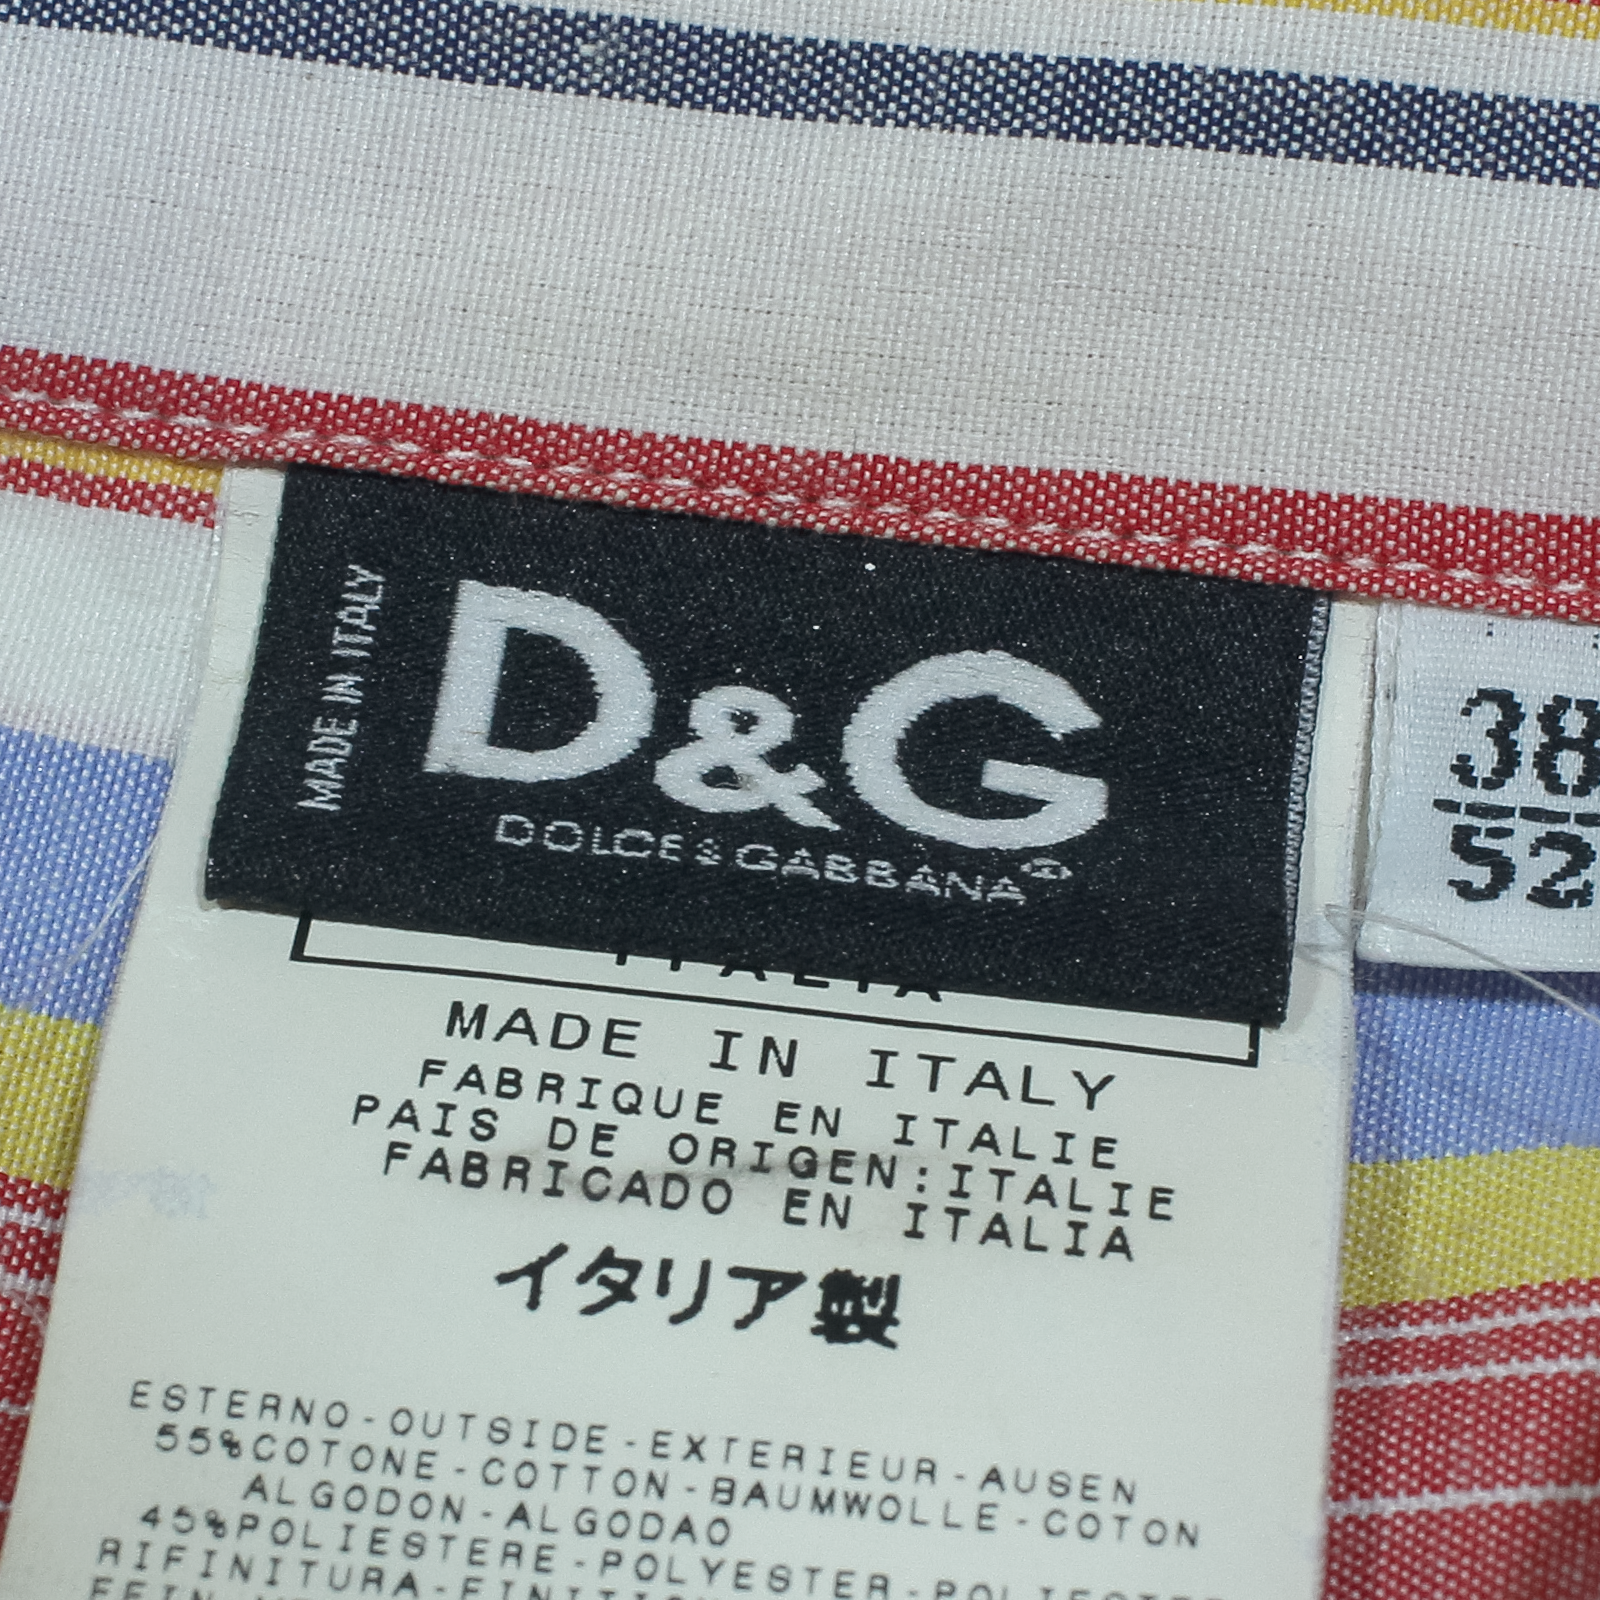 MADE IN ITALY
D&G
DOLCE & GABBANA
38
52
ITALIA
MADE IN ITALY
FABRIQUE EN ITALIE
PAIS DE ORIGEN:ITALIE
FABRICADO EN ITALIA
イタリア製
ESTERNO-OUTSIDE-EXTERIEUR-AUSEN
55%COTONE-COTTON-BAUMWOLLE-COTON
ALGODON-ALGODAO
45%POLIESTERE-POLYESTER-POLIESTER
RIFINITURA-FINITI